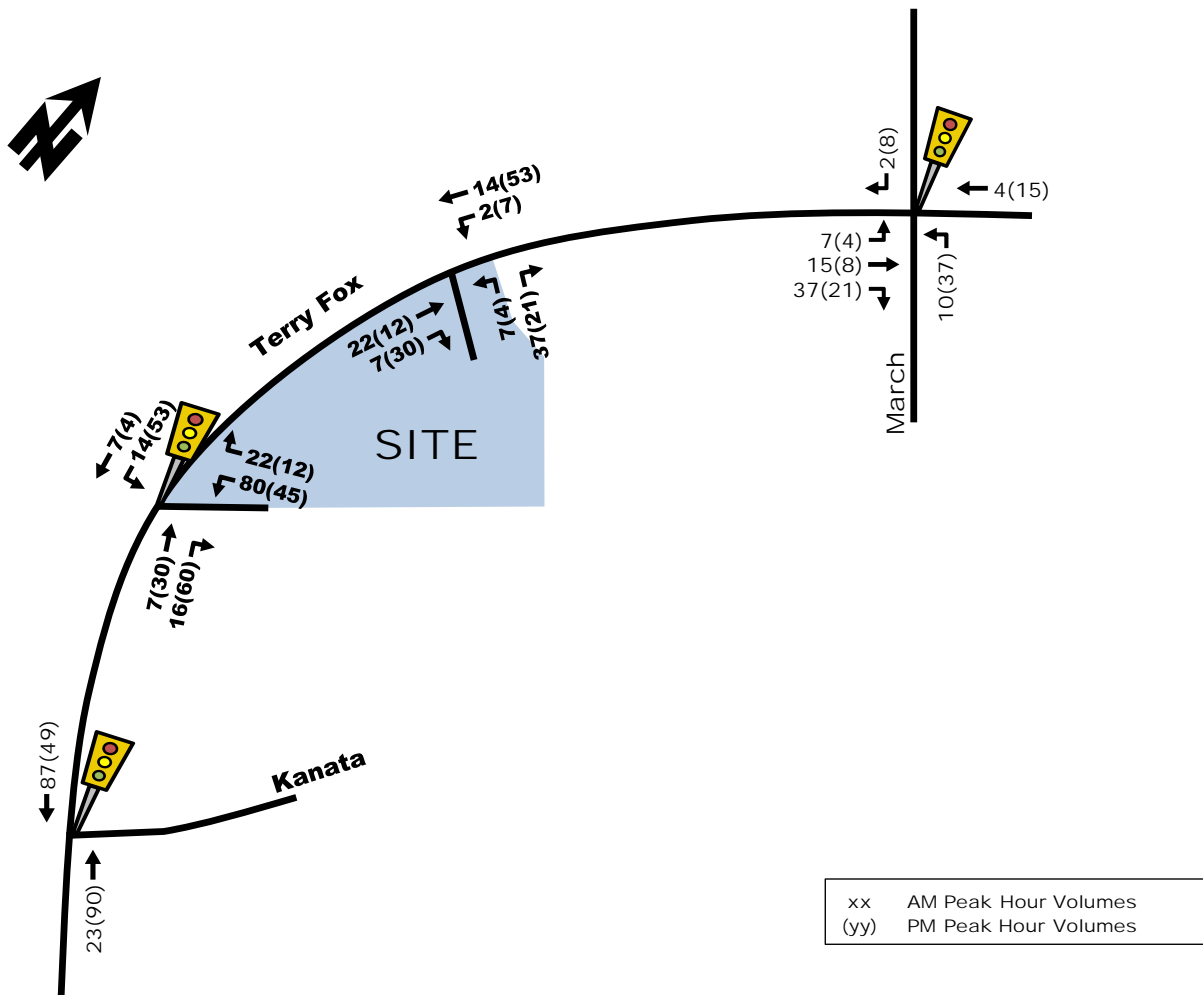 N
2(8)
4(15)
14(53)
2(7)
7(4)
15(8)
37(21)
10(37)
Terry Fox
22(12)
7(30)
7(4)
37(21)
March
7(4)
14(53)
SITE
22(12)
80(45)
7(30)
16(60)
87(49)
Kanata
23(90)
xx AM Peak Hour Volumes
(yy) PM Peak Hour Volumes